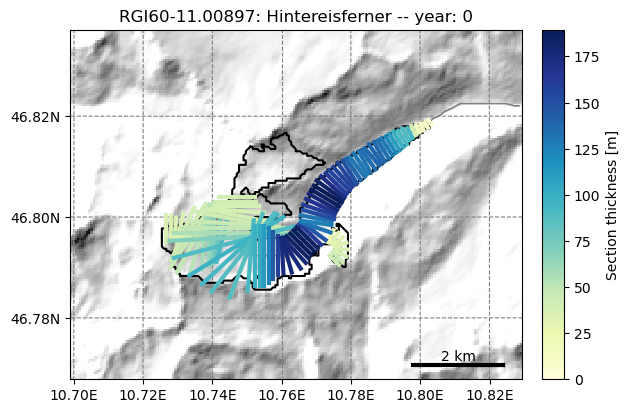 RGI60-11.00897: Hintereisferner -- year: 0
46.82N
46.80N
46.78N
10.70E
10.72E
10.74E
10.76E
10.78E
10.80E
10.82E
2 km
175
150
125
100
75
50
25
0
Section thickness [m]